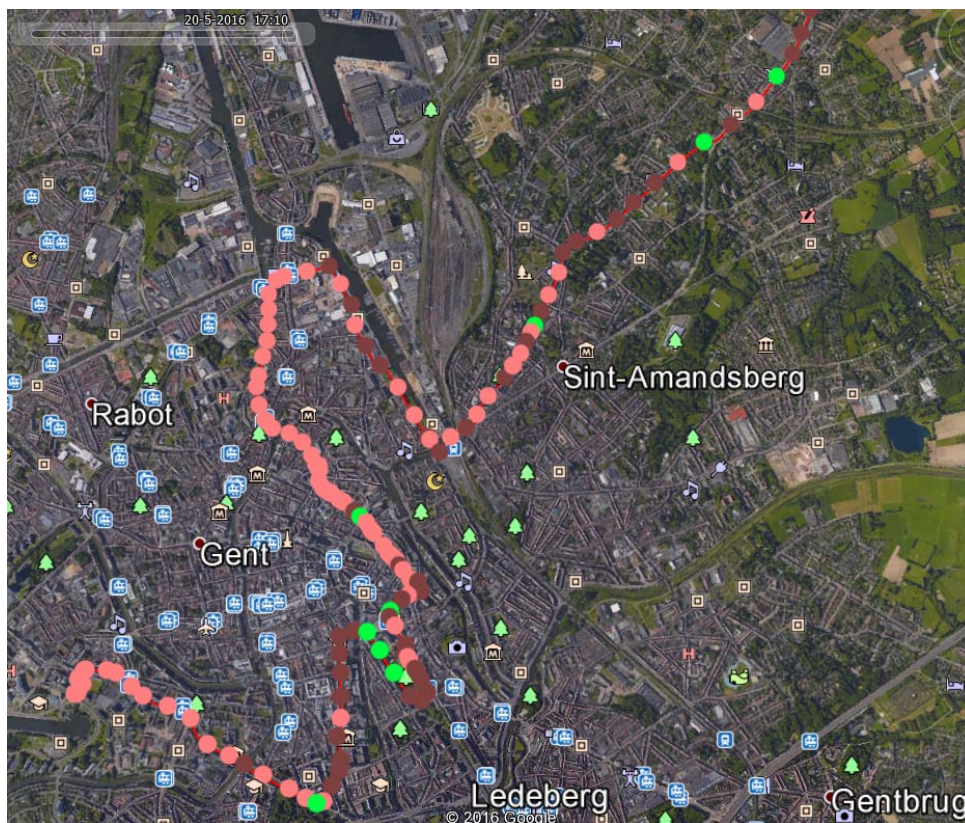 20-5-2016 17:10
Sint-Amandsberg
Rabot
Gent
Ledeberg
Gentbrug
© 2016 Google